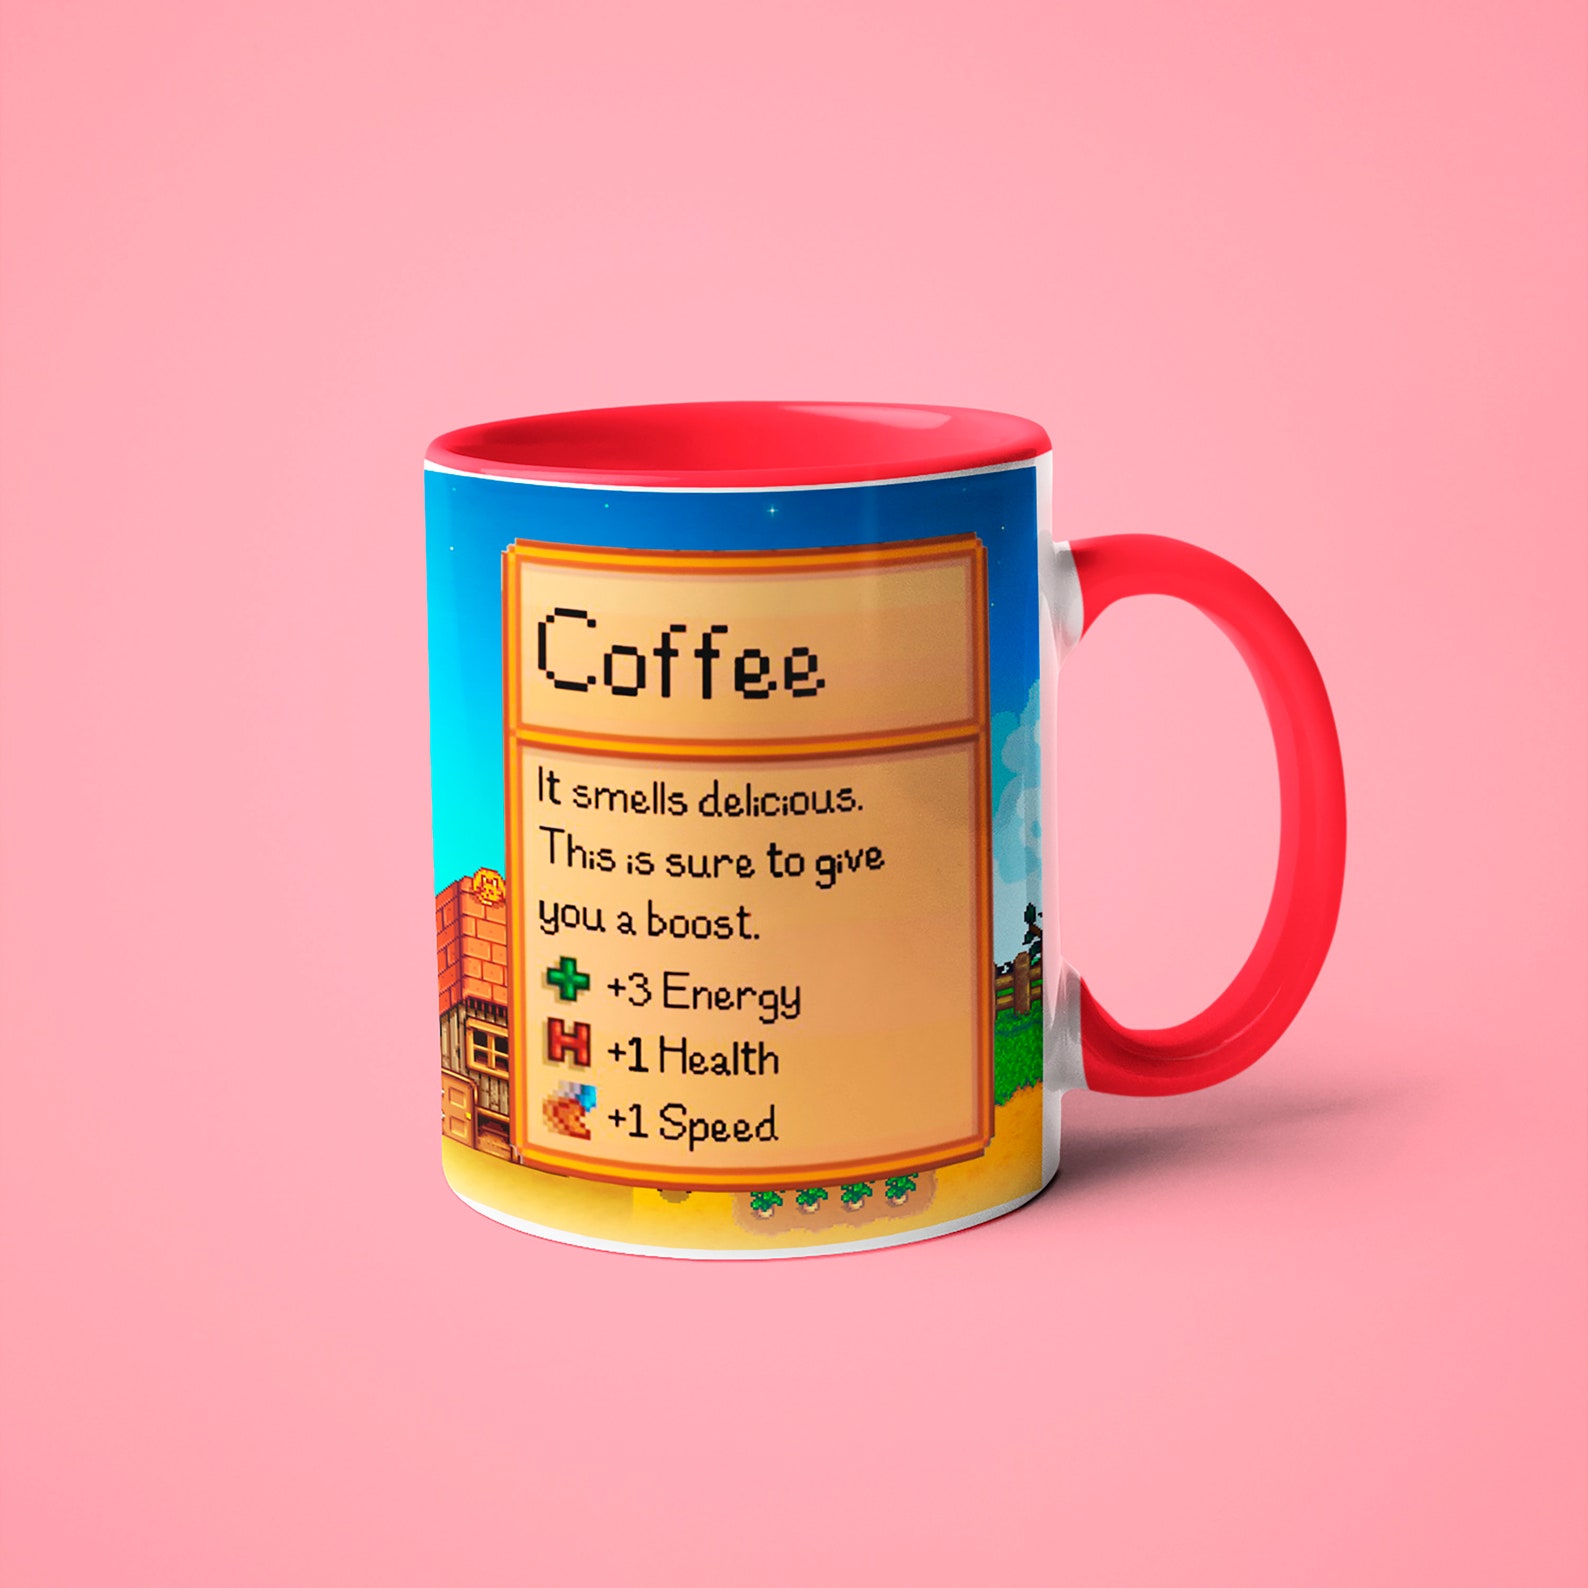 Coffee
It smells delicious.
This is sure to give
you a boost.
+3 Energy
+1 Health
+1 Speed